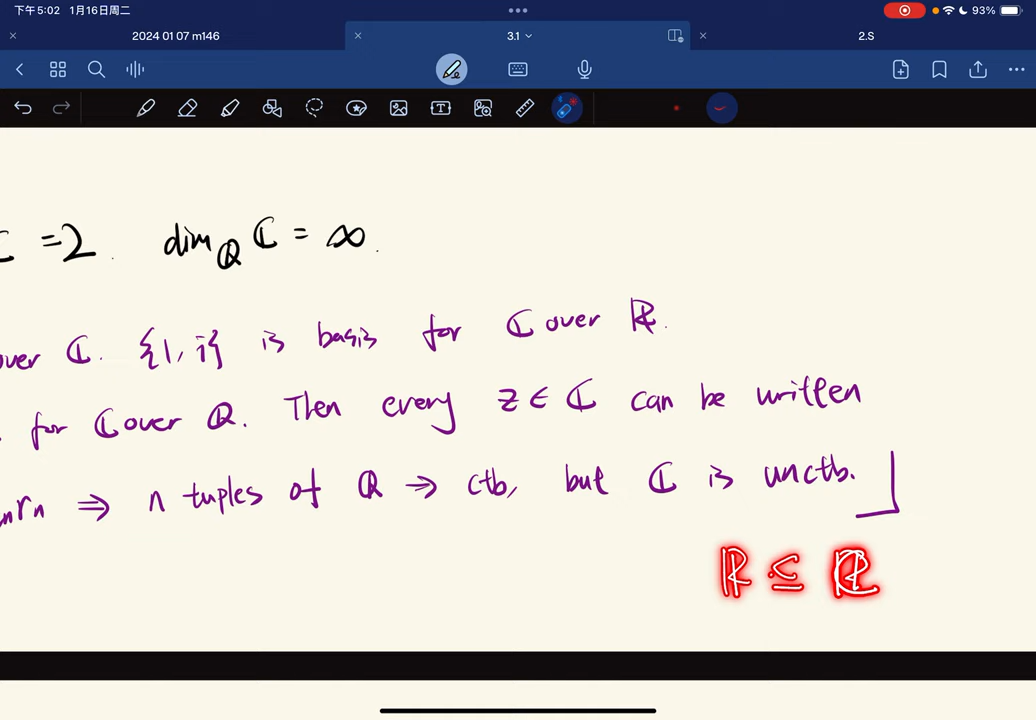 下午5:02 1月16日周二
93%
2024 01 07 m146
3.1
2.S
ℂ =2 dim_ℚ ℂ = ∞.
over ℂ. {1, i} is basis for ℂ over ℝ.
for ℂ over ℚ. Then every z ∈ ℂ can be written
nrn ⇒ n tuples of ℚ ⇒ ctb, but ℂ is unctb. ]
ℝ ≤